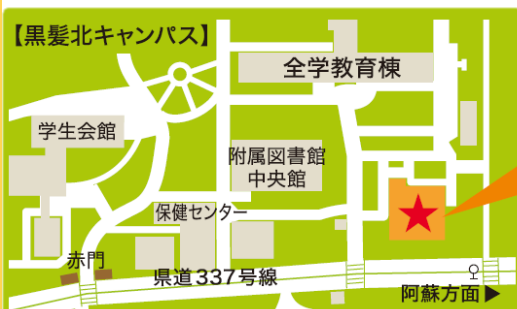 【黒髪北キャンパス】
全学教育棟
学生会館
附属図書館
中央館
保健センター
赤門
県道337号線
阿蘇方面▶